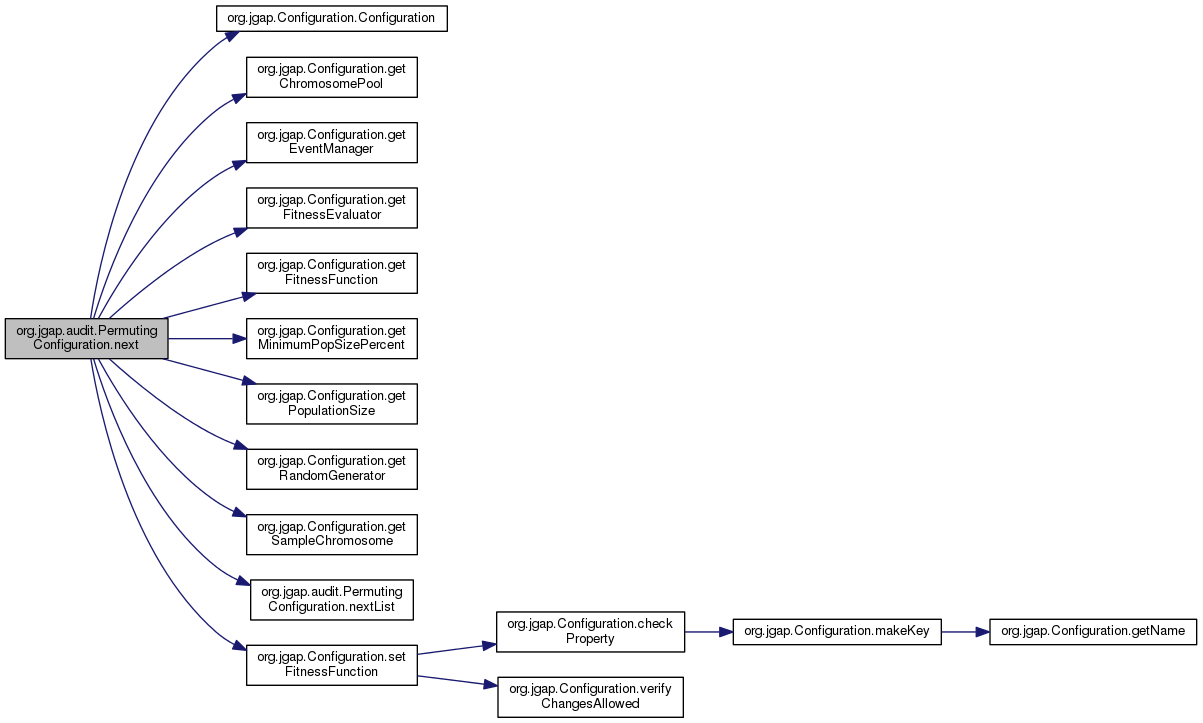 org.jgap.Configuration.Configuration
org.jgap.Configuration.get
ChromosomePool
org.jgap.Configuration.get
EventManager
org.jgap.Configuration.get
FitnessEvaluator
org.jgap.Configuration.get
FitnessFunction
org.jgap.audit.Permuting
Configuration.next
org.jgap.Configuration.get
MinimumPopSizePercent
org.jgap.Configuration.get
PopulationSize
org.jgap.Configuration.get
RandomGenerator
org.jgap.Configuration.get
SampleChromosome
org.jgap.audit.Permuting
Configuration.nextList
org.jgap.Configuration.set
FitnessFunction
org.jgap.Configuration.check
Property
org.jgap.Configuration.makeKey
org.jgap.Configuration.getName
org.jgap.Configuration.verify
ChangesAllowed